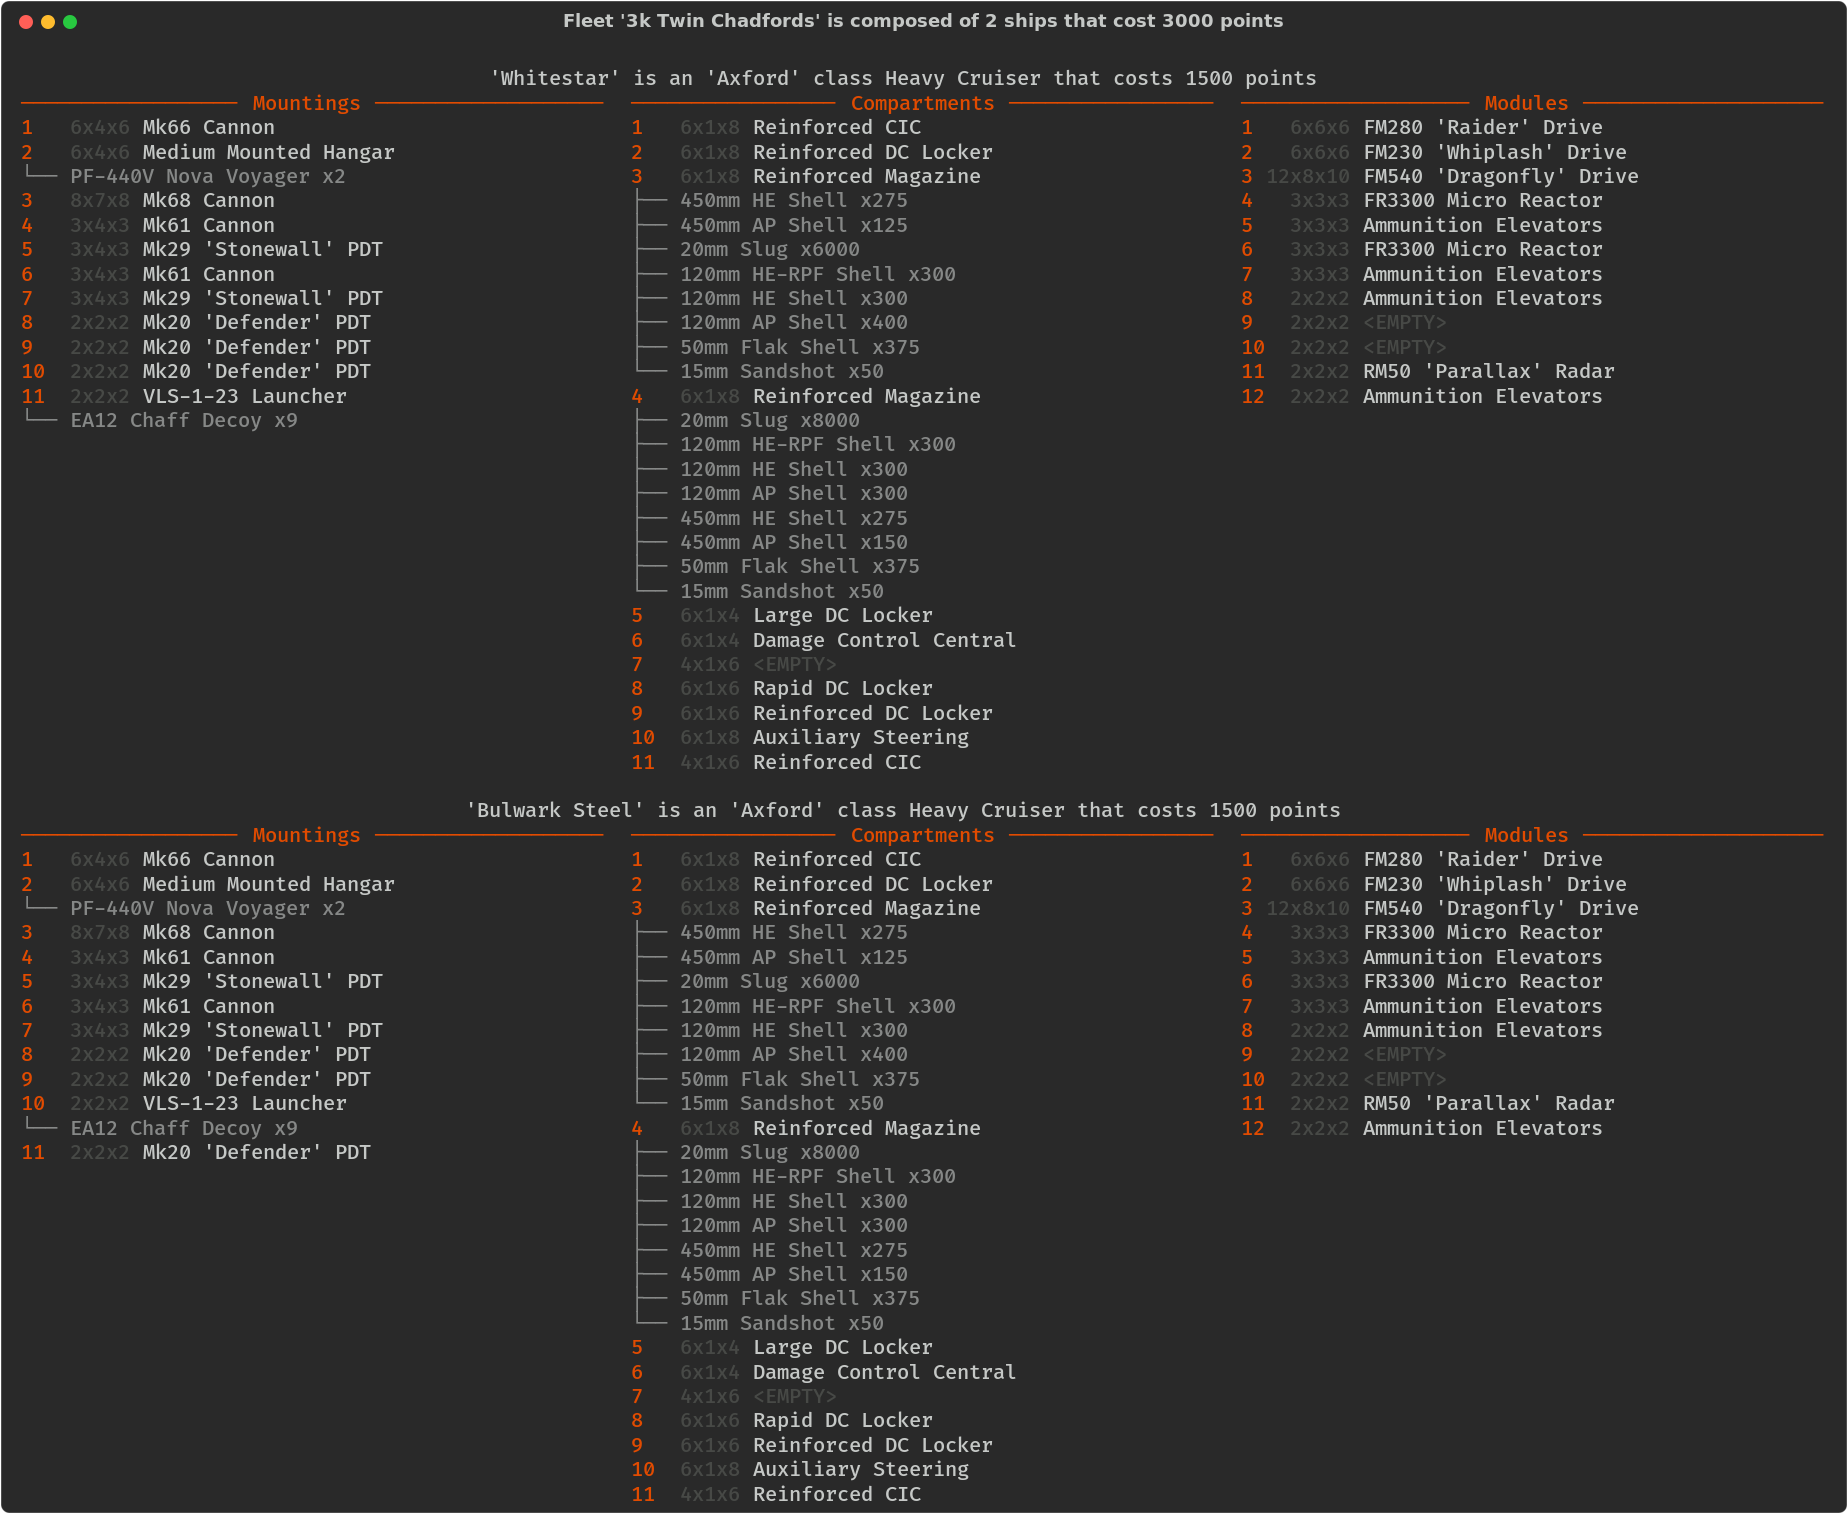 Fleet '3k Twin Chadfords' is composed of 2 ships that cost 3000 points
'Whitestar' is an 'Axford' class Heavy Cruiser that costs 1500 points
Mountings
1 6x4x6 Mk66 Cannon
2 6x4x6 Medium Mounted Hangar
PF-440V Nova Voyager x2
3 8x7x8 Mk68 Cannon
4 3x4x3 Mk61 Cannon
5 3x4x3 Mk29 'Stonewall' PDT
6 3x4x3 Mk61 Cannon
7 3x4x3 Mk29 'Stonewall' PDT
8 2x2x2 Mk20 'Defender' PDT
9 2x2x2 Mk20 'Defender' PDT
10 2x2x2 Mk20 'Defender' PDT
11 2x2x2 VLS-1-23 Launcher
EA12 Chaff Decoy x9
Compartments
1 6x1x8 Reinforced CIC
2 6x1x8 Reinforced DC Locker
3 6x1x8 Reinforced Magazine
450mm HE Shell x275
450mm AP Shell x125
20mm Slug x6000
120mm HE-RPF Shell x300
120mm HE Shell x300
120mm AP Shell x400
50mm Flak Shell x375
15mm Sandshot x50
4 6x1x8 Reinforced Magazine
20mm Slug x8000
120mm HE-RPF Shell x300
120mm HE Shell x300
120mm AP Shell x300
450mm HE Shell x275
450mm AP Shell x150
50mm Flak Shell x375
15mm Sandshot x50
5 6x1x4 Large DC Locker
6 6x1x4 Damage Control Central
7 4x1x6 <EMPTY>
8 6x1x6 Rapid DC Locker
9 6x1x6 Reinforced DC Locker
10 6x1x8 Auxiliary Steering
11 4x1x6 Reinforced CIC
Modules
1 6x6x6 FM280 'Raider' Drive
2 6x6x6 FM230 'Whiplash' Drive
3 12x8x10 FM540 'Dragonfly' Drive
4 3x3x3 FR3300 Micro Reactor
5 3x3x3 Ammunition Elevators
6 3x3x3 FR3300 Micro Reactor
7 3x3x3 Ammunition Elevators
8 2x2x2 Ammunition Elevators
9 2x2x2 <EMPTY>
10 2x2x2 <EMPTY>
11 2x2x2 RM50 'Parallax' Radar
12 2x2x2 Ammunition Elevators
'Bulwark Steel' is an 'Axford' class Heavy Cruiser that costs 1500 points
Mountings
1 6x4x6 Mk66 Cannon
2 6x4x6 Medium Mounted Hangar
PF-440V Nova Voyager x2
3 8x7x8 Mk68 Cannon
4 3x4x3 Mk61 Cannon
5 3x4x3 Mk29 'Stonewall' PDT
6 3x4x3 Mk61 Cannon
7 3x4x3 Mk29 'Stonewall' PDT
8 2x2x2 Mk20 'Defender' PDT
9 2x2x2 Mk20 'Defender' PDT
10 2x2x2 VLS-1-23 Launcher
EA12 Chaff Decoy x9
11 2x2x2 Mk20 'Defender' PDT
Compartments
1 6x1x8 Reinforced CIC
2 6x1x8 Reinforced DC Locker
3 6x1x8 Reinforced Magazine
450mm HE Shell x275
450mm AP Shell x125
20mm Slug x6000
120mm HE-RPF Shell x300
120mm HE Shell x300
120mm AP Shell x400
50mm Flak Shell x375
15mm Sandshot x50
4 6x1x8 Reinforced Magazine
20mm Slug x8000
120mm HE-RPF Shell x300
120mm HE Shell x300
120mm AP Shell x300
450mm HE Shell x275
450mm AP Shell x150
50mm Flak Shell x375
15mm Sandshot x50
5 6x1x4 Large DC Locker
6 6x1x4 Damage Control Central
7 4x1x6 <EMPTY>
8 6x1x6 Rapid DC Locker
9 6x1x6 Reinforced DC Locker
10 6x1x8 Auxiliary Steering
11 4x1x6 Reinforced CIC
Modules
1 6x6x6 FM280 'Raider' Drive
2 6x6x6 FM230 'Whiplash' Drive
3 12x8x10 FM540 'Dragonfly' Drive
4 3x3x3 FR3300 Micro Reactor
5 3x3x3 Ammunition Elevators
6 3x3x3 FR3300 Micro Reactor
7 3x3x3 Ammunition Elevators
8 2x2x2 Ammunition Elevators
9 2x2x2 <EMPTY>
10 2x2x2 <EMPTY>
11 2x2x2 RM50 'Parallax' Radar
12 2x2x2 Ammunition Elevators